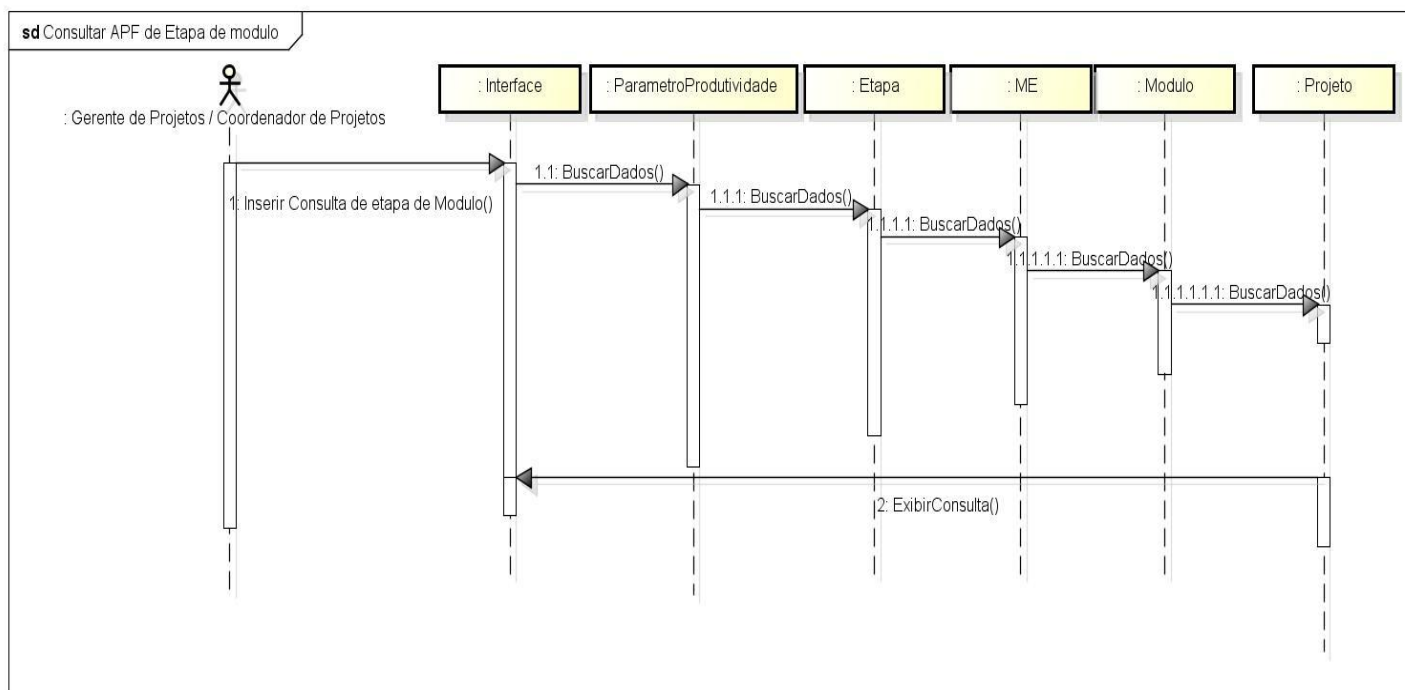 sd Consultar APF de Etapa de modulo
: Gerente de Projetos / Coordenador de Projetos
: Interface
: ParametroProdutividade
: Etapa
: ME
: Modulo
: Projeto
1: Inserir Consulta de etapa de Modulo()
1.1: BuscarDados()
1.1.1: BuscarDados()
1.1.1.1: BuscarDados()
1.1.1.1.1: BuscarDados()
1.1.1.1.1.1: BuscarDados()
2: ExibirConsulta()